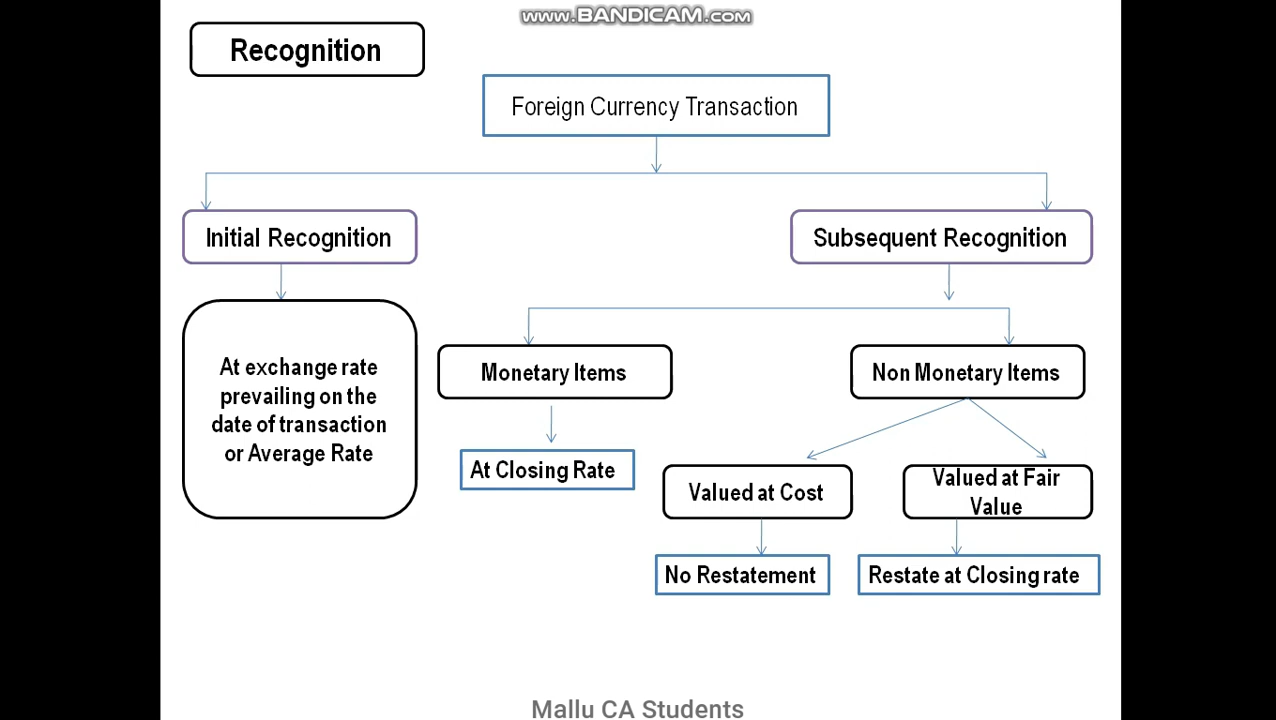 www.BANDICAM.com
Recognition
Foreign Currency Transaction
Initial Recognition
Subsequent Recognition
At exchange rate
prevailing on the
date of transaction
or Average Rate
Monetary Items
Non Monetary Items
At Closing Rate
Valued at Cost
Valued at Fair
Value
No Restatement
Restate at Closing rate
Mallu CA Students